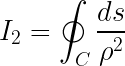 I_2 = \oint_C \frac{ds}{\rho^2}